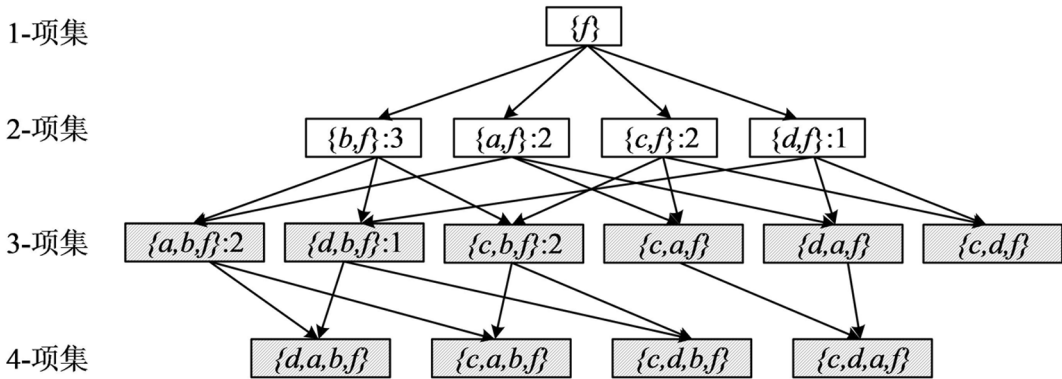 1-项集 {f}
2-项集 {b,f}:3 {a,f}:2 {c,f}:2 {d,f}:1
3-项集 {a,b,f}:2 {d,b,f}:1 {c,b,f}:2 {c,a,f} {d,a,f} {c,d,f}
4-项集 {d,a,b,f} {c,a,b,f} {c,d,b,f} {c,d,a,f}